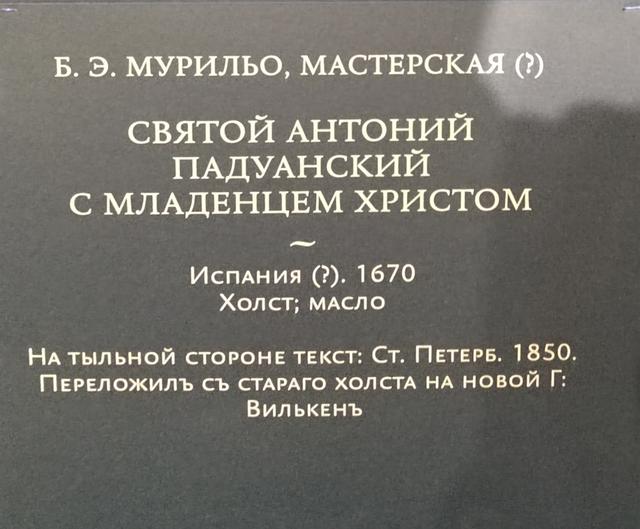 Б. Э. МУРИЛЬО, МАСТЕРСКАЯ (?)
СВЯТОЙ АНТОНИЙ
ПАДУАНСКИЙ
С МЛАДЕНЦЕМ ХРИСТОМ
~
Испания (?). 1670
Холст; масло
На тыльной стороне текст: Ст. Петерб. 1850.
Переложилъ съ стараго холста на новой Г:
Вилькенъ